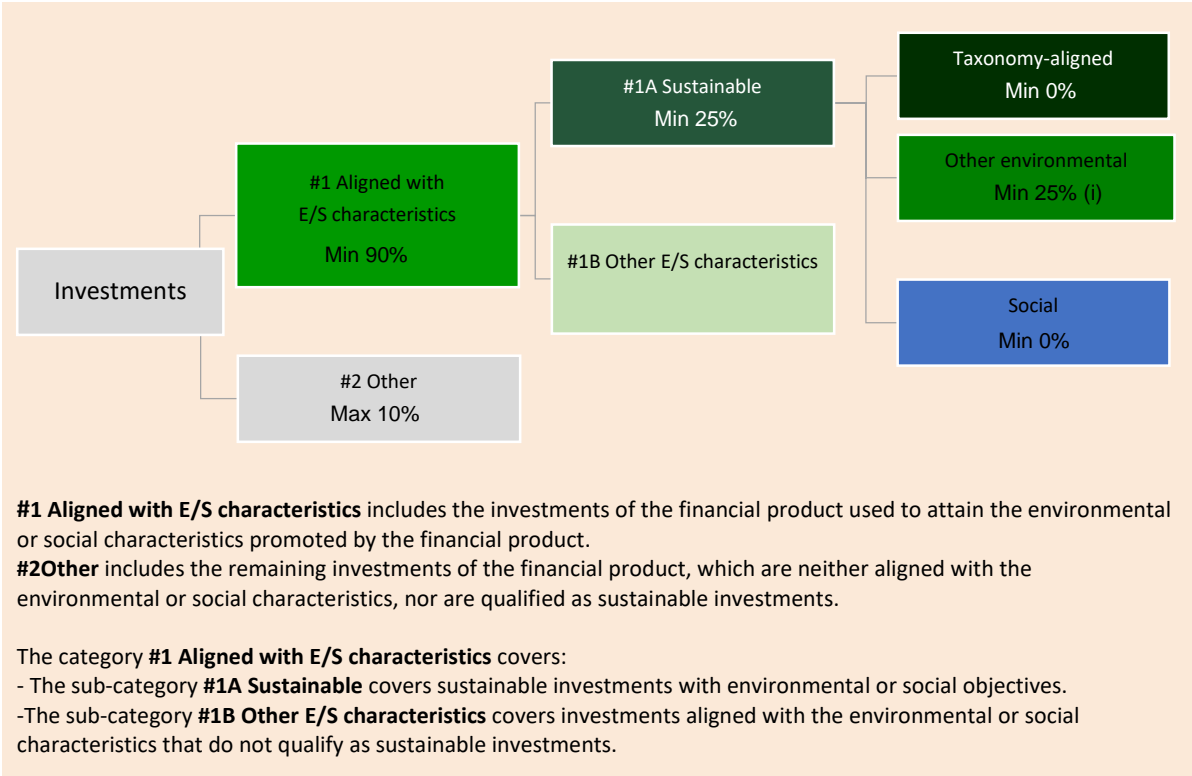 Investments
#1 Aligned with
E/S characteristics
Min 90%
#2 Other
Max 10%
#1A Sustainable
Min 25%
#1B Other E/S characteristics
Taxonomy-aligned
Min 0%
Other environmental
Min 25% (i)
Social
Min 0%
#1 Aligned with E/S characteristics includes the investments of the financial product used to attain the environmental
or social characteristics promoted by the financial product.
#2Other includes the remaining investments of the financial product, which are neither aligned with the
environmental or social characteristics, nor are qualified as sustainable investments.
The category #1 Aligned with E/S characteristics covers:
- The sub-category #1A Sustainable covers sustainable investments with environmental or social objectives.
-The sub-category #1B Other E/S characteristics covers investments aligned with the environmental or social
characteristics that do not qualify as sustainable investments.